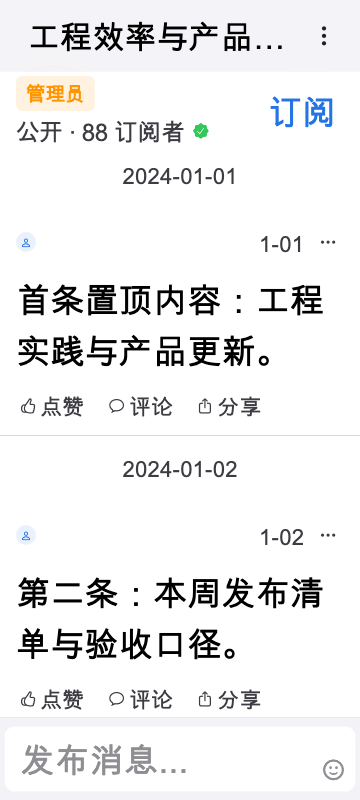 工程效率与产品...
管理员
公开 · 88 订阅者
订阅
2024-01-01
1-01
首条置顶内容：工程
实践与产品更新。
点赞 评论 分享
2024-01-02
1-02
第二条：本周发布清
单与验收口径。
点赞 评论 分享
发布消息...